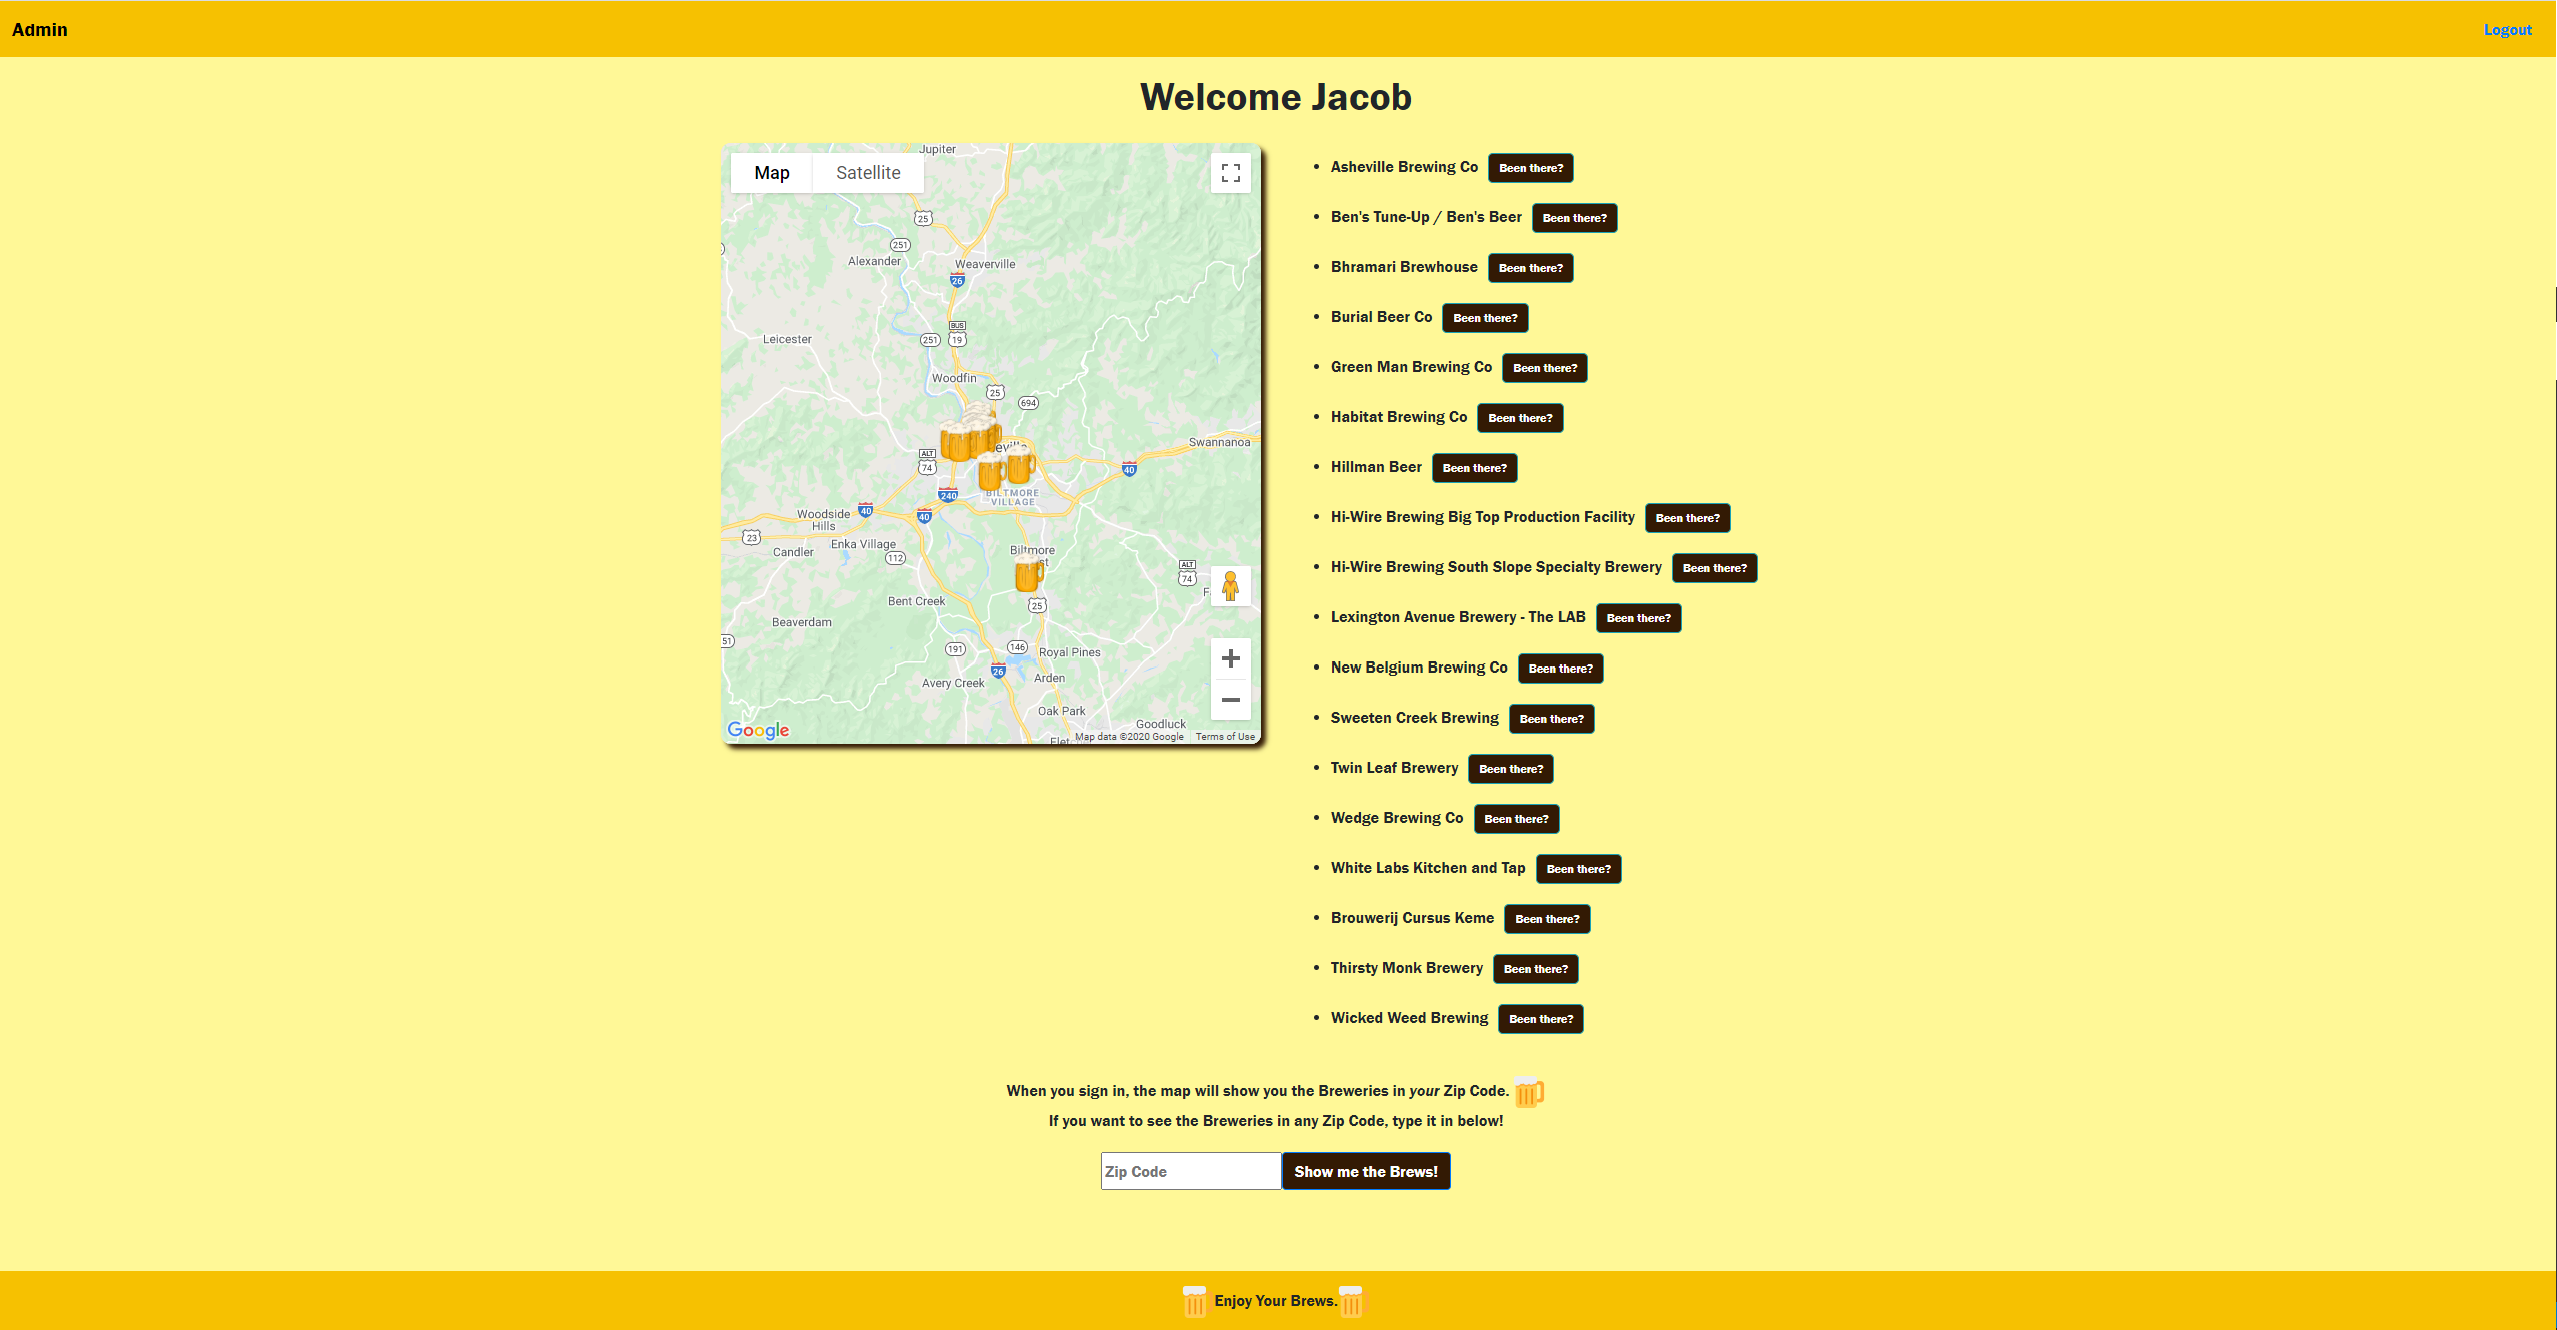 Admin
Logout
Welcome Jacob
Map
Satellite
Jupiter
25
251
Alexander
Weaverville
26
BUS
19
251
Leicester
Woodfin
25
694
Swannanoa
ALT
74
40
240
BILTMORE
VILLAGE
Woodside
Hills
40
40
23
Candler
Enka Village
112
Biltmore
ALT
74
25
Bent Creek
Beaverdam
51
191
146
Royal Pines
26
Avery Creek
Arden
Oak Park
Goodluck
Google
Map data ©2020 Google
Terms of Use
Asheville Brewing Co Been there?
Ben's Tune-Up / Ben's Beer Been there?
Bhramari Brewhouse Been there?
Burial Beer Co Been there?
Green Man Brewing Co Been there?
Habitat Brewing Co Been there?
Hillman Beer Been there?
Hi-Wire Brewing Big Top Production Facility Been there?
Hi-Wire Brewing South Slope Specialty Brewery Been there?
Lexington Avenue Brewery - The LAB Been there?
New Belgium Brewing Co Been there?
Sweeten Creek Brewing Been there?
Twin Leaf Brewery Been there?
Wedge Brewing Co Been there?
White Labs Kitchen and Tap Been there?
Brouwerij Cursus Keme Been there?
Thirsty Monk Brewery Been there?
Wicked Weed Brewing Been there?
When you sign in, the map will show you the Breweries in your Zip Code.
If you want to see the Breweries in any Zip Code, type it in below!
Zip Code
Show me the Brews!
Enjoy Your Brews.